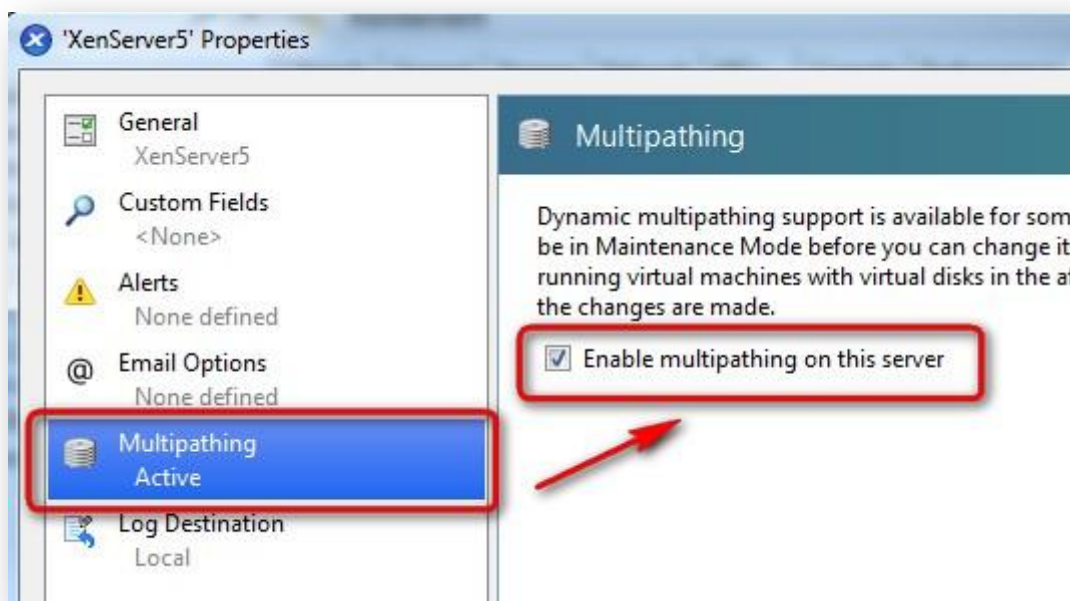 'XenServer5' Properties
General
XenServer5
Custom Fields
<None>
Alerts
None defined
Email Options
None defined
Multipathing
Active
Log Destination
Local
Multipathing
Dynamic multipathing support is available for som
be in Maintenance Mode before you can change it
running virtual machines with virtual disks in the af
the changes are made.
Enable multipathing on this server